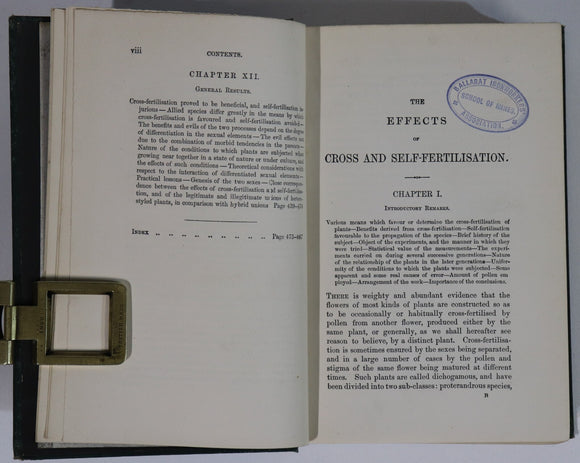 viii CONTENTS.
CHAPTER XII.
GENERAL RESULTS.
Cross-fertilisation proved to be beneficial, and self-fertilisation in-
jurious—Allied species differ greatly in the means by which
cross-fertilisation is favoured and self-fertilisation avoided—
The benefits and evils of the two processes depend on the degree
of differentiation in the sexual elements—The evil effects not
due to the combination of morbid tendencies in the parents—
Nature of the conditions to which plants are subjected when
growing near together in a state of nature or under culture, and
the effects of such conditions—Theoretical considerations with
respect to the interaction of differentiated sexual elements—
Practical lessons—Genesis of the two sexes—Close correspon-
dence between the effects of cross-fertilisation and self-fertilisa-
tion, and of the legitimate and illegitimate unions of hetero-
styled plants, in comparison with hybrid unions Page
INDEX .. .. .. .. .. .. .. .. Page
BALLARAT IRONWORKERS
SCHOOL OF MINES
ASSOCIATION.
THE
EFFECTS
OF
CROSS AND SELF-FERTILISATION.
CHAPTER I.
INTRODUCTORY REMARKS.
Various means which favour or determine the cross-fertilisation of
plants—Benefits derived from cross-fertilisation—Self-fertilisation
favourable to the propagation of the species—Brief history of the
subject—Object of the experiments, and the manner in which they
were tried—Statistical value of the measurements—The experi-
ments carried on during several successive generations—Nature
of the relationship of the plants in the later generations—Uniform-
ity of the conditions to which the plants were subjected—Some
apparent and some real causes of error—Amount of pollen em-
ployed—Arrangement of the work—Importance of the conclusions.
THERE is weighty and abundant evidence that the
flowers of most kinds of plants are constructed so as
to be occasionally or habitually cross-fertilised by
pollen from another flower, produced either by the
same plant, or generally, as we shall hereafter see
reason to believe, by a distinct plant. Cross-fertilisa-
tion is sometimes ensured by the sexes being separated,
and in a large number of cases by the pollen and
stigma of the same flower being matured at different
times. Such plants are called dichogamous, and have
been divided into two sub-classes: proterandrous species,
B